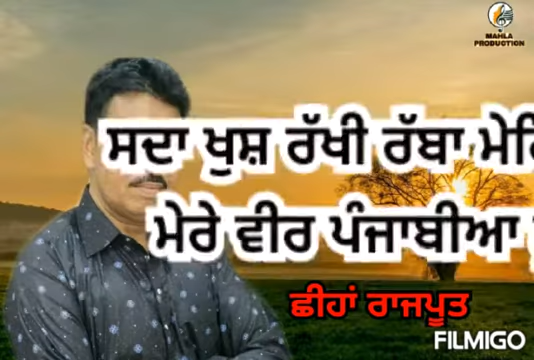 MAHLA
PRODUCTION
ਸਦਾ ਖੁਸ਼ ਰੱਖੀ ਰੱਬਾ
ਮੇਰੇ ਵੀਰ ਪੰਜਾਬੀਆ
ਛੀਹਾਂ ਰਾਜਪੂਤ
FILMIGO